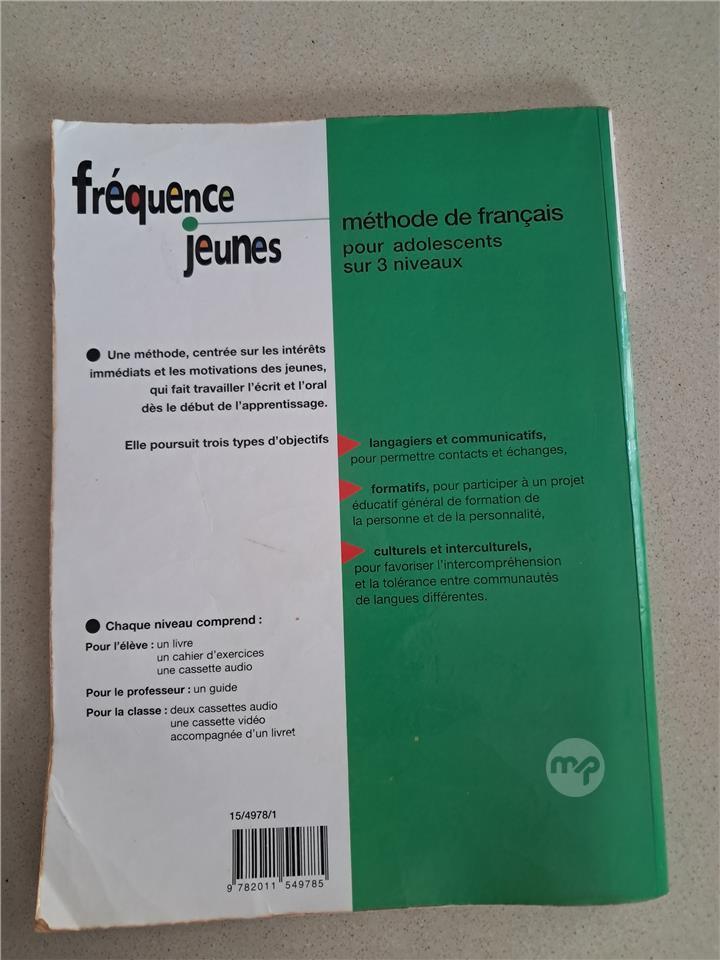 fréquence
jeunes
méthode de français
pour adolescents
sur 3 niveaux
Une méthode, centrée sur les intérêts
immédiats et les motivations des jeunes,
qui fait travailler l'écrit et l'oral
dès le début de l'apprentissage.
Elle poursuit trois types d'objectifs
langagiers et communicatifs,
pour permettre contacts et échanges,
formatifs, pour participer à un projet
éducatif général de formation de
la personne et de la personnalité,
culturels et interculturels,
pour favoriser l'intercompréhension
et la tolérance entre communautés
de langues différentes.
Chaque niveau comprend :
Pour l'élève : un livre
un cahier d'exercices
une cassette audio
Pour le professeur : un guide
Pour la classe : deux cassettes audio
une cassette vidéo
accompagnée d'un livret
mp
15/4978/1
9 782011 549785